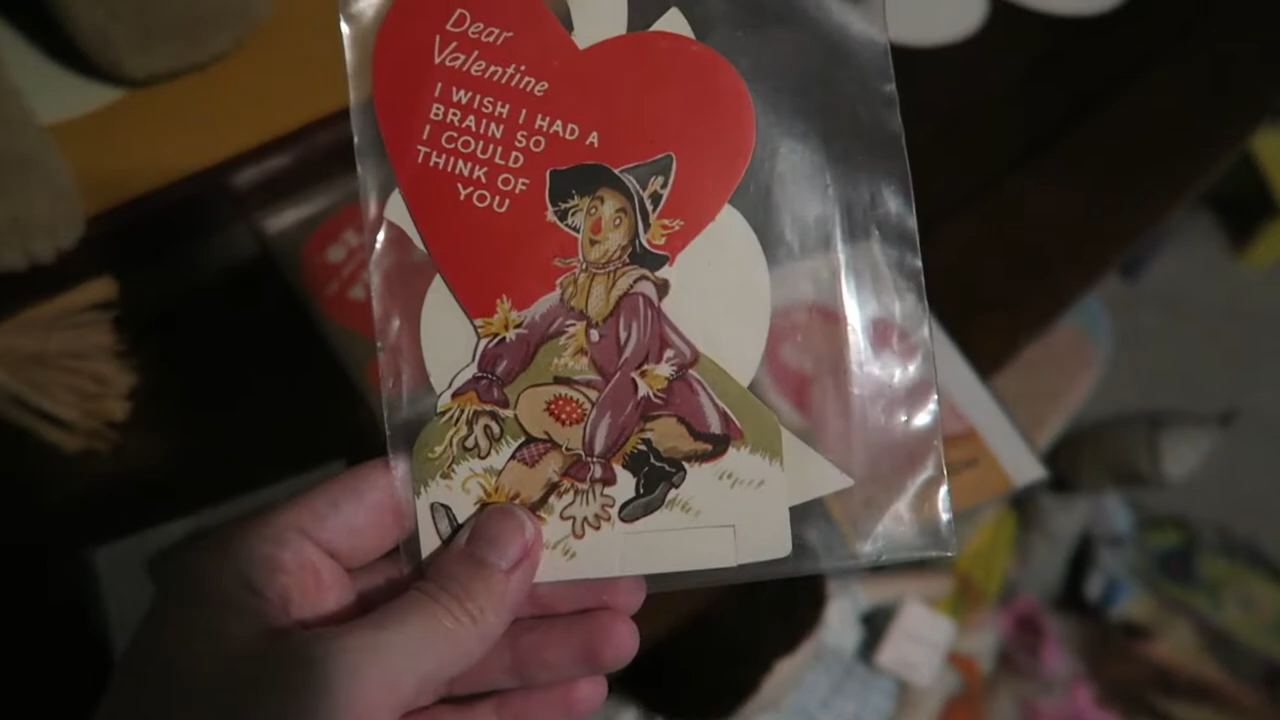 Dear
Valentine
I WISH I HAD A
BRAIN SO
I COULD
THINK OF
YOU